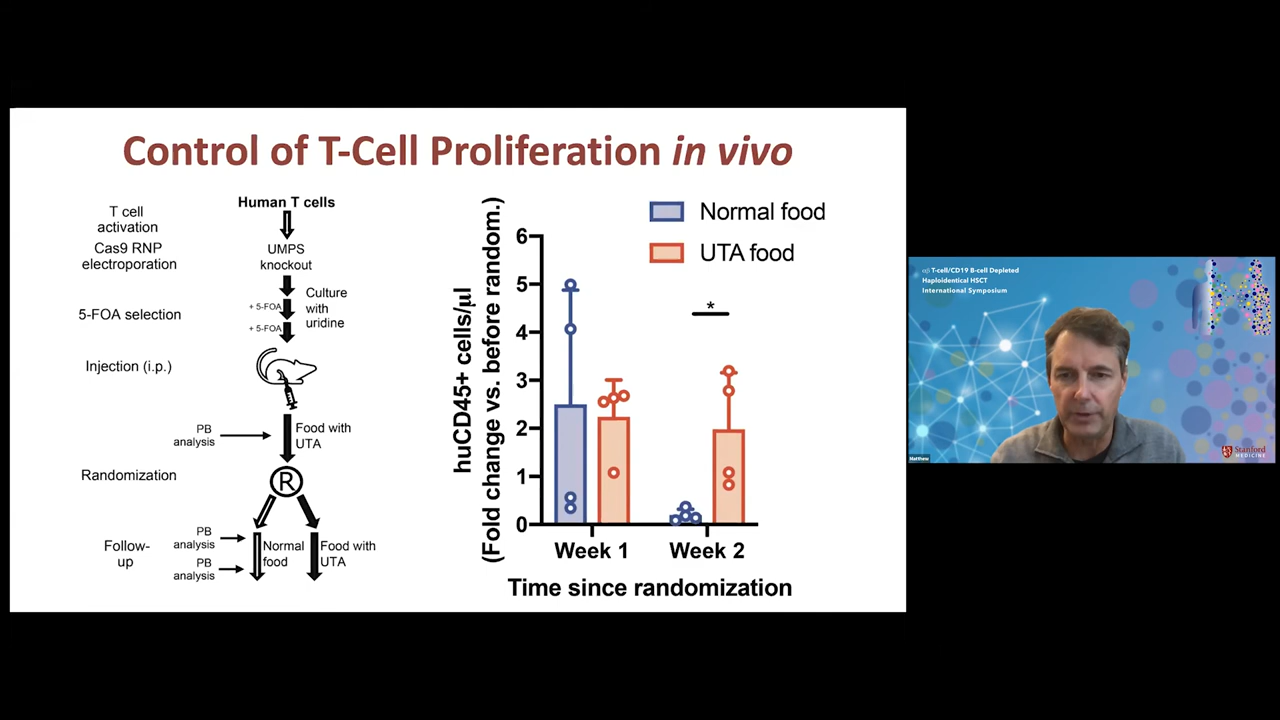 Control of T-Cell Proliferation in vivo
T cell
activation
Cas9 RNP
electroporation
5-FOA selection
Injection (i.p.)
PB
analysis
Randomization
Follow-
up
PB
analysis
PB
analysis
Human T cells
UMPS
knockout
+ 5-FOA
+ 5-FOA
Culture
with
uridine
Food with
UTA
R
Normal
food
Food with
UTA
huCD45+ cells/µl
(Fold change vs. before random.)
6
5
4
3
2
1
0
Normal food
UTA food
*
Week 1
Week 2
Time since randomization
αβ T-cell/CD19 B-cell Depleted
Haploidentical HSCT
International Symposium
Matthew
Stanford
MEDICINE